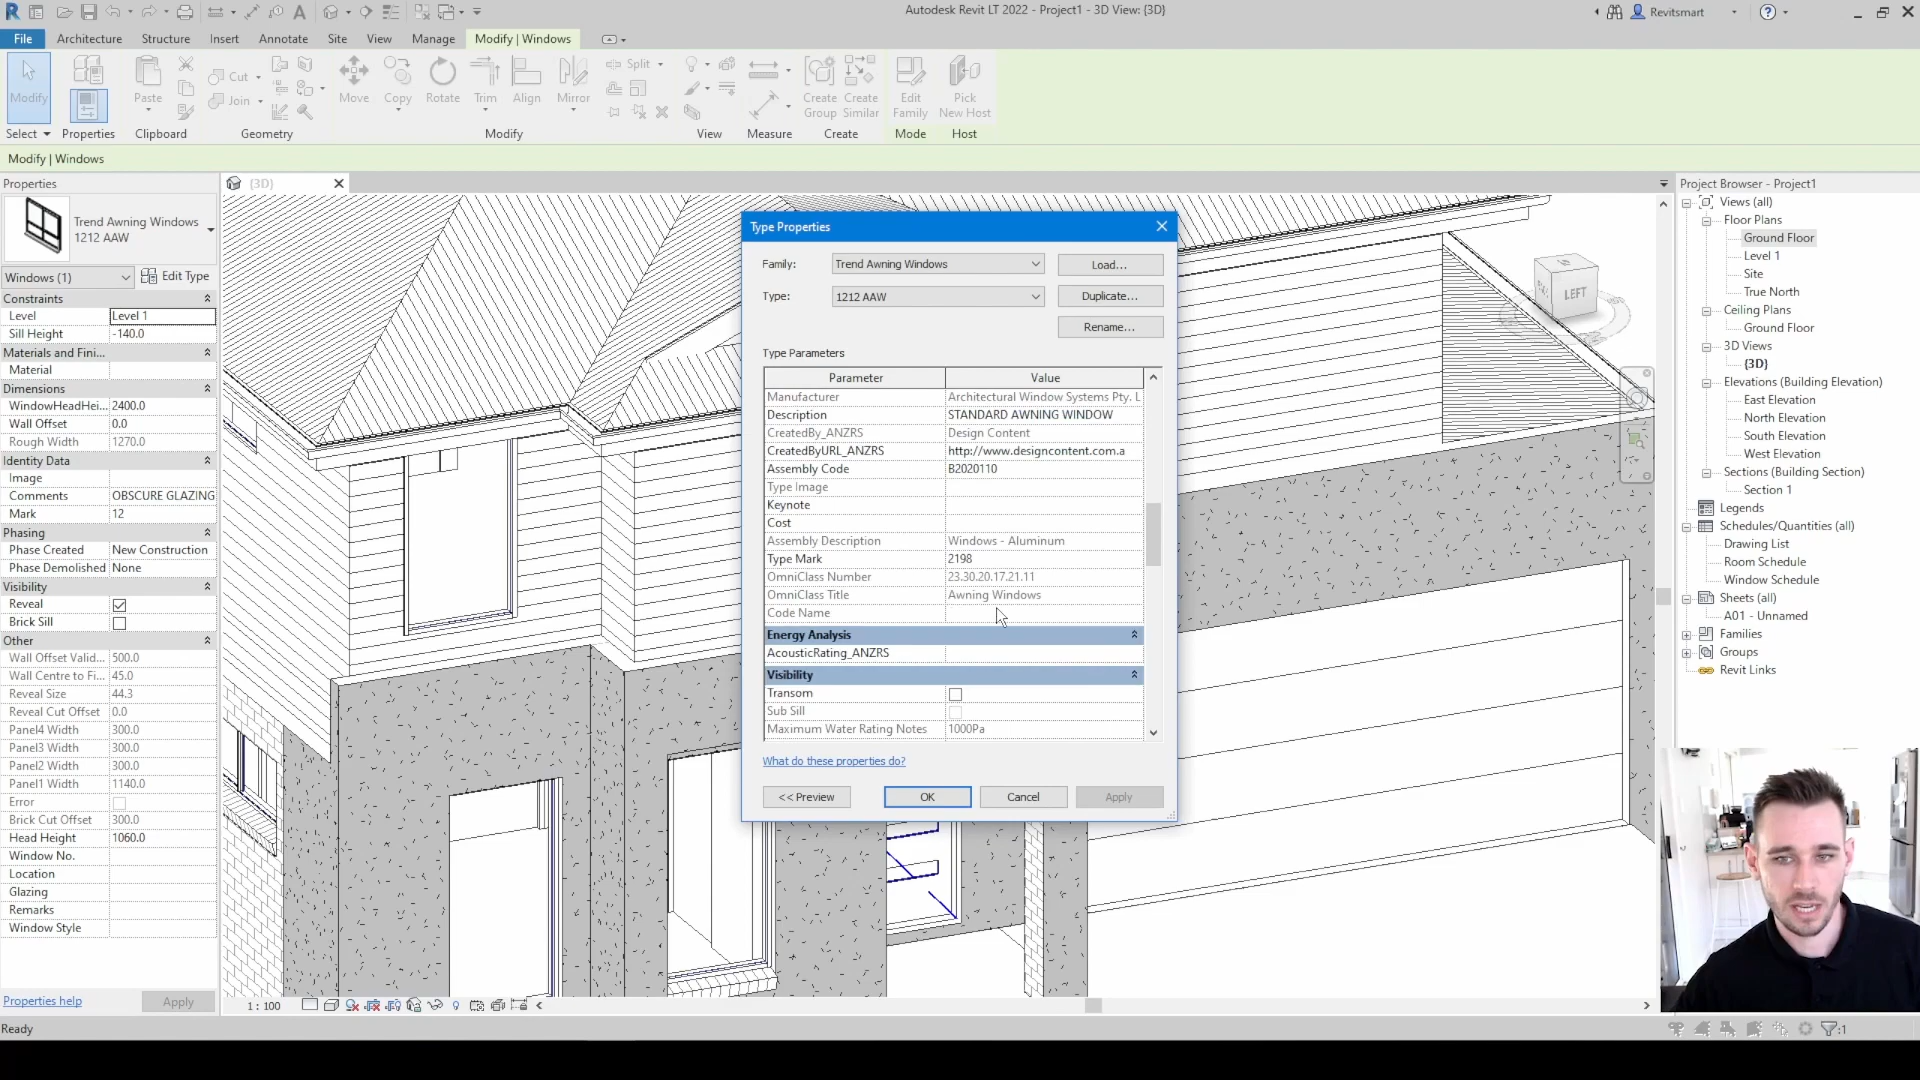 Autodesk Revit LT 2022 - Project1 - 3D View: {3D}
Revitsmart
File
Architecture
Structure
Insert
Annotate
Site
View
Manage
Modify | Windows
Modify
Paste
Cut
Join
Move
Copy
Rotate
Trim
Align
Mirror
Split
Create Group
Create Similar
Edit Family
Pick New Host
Select
Properties
Clipboard
Geometry
Modify
View
Measure
Create
Mode
Host
Modify | Windows
Properties
Trend Awning Windows
1212 AAW
Windows (1)
Edit Type
Constraints
Level Level 1
Sill Height -140.0
Materials and Fini...
Material
Dimensions
WindowHeadHei... 2400.0
Wall Offset 0.0
Rough Width 1270.0
Identity Data
Image
Comments OBSCURE GLAZING
Mark 12
Phasing
Phase Created New Construction
Phase Demolished None
Visibility
Reveal
Brick Sill
Other
Wall Offset Valid... 500.0
Wall Centre to Fi... 45.0
Reveal Size 44.3
Reveal Cut Offset 0.0
Panel4 Width 300.0
Panel3 Width 300.0
Panel2 Width 300.0
Panel1 Width 1140.0
Error
Brick Cut Offset 300.0
Head Height 1060.0
Window No.
Location
Glazing
Remarks
Window Style
Properties help
Apply
Ready
{3D}
LEFT
1 : 100
Type Properties
Family: Trend Awning Windows
Load...
Type: 1212 AAW
Duplicate...
Rename...
Type Parameters
Parameter Value
Manufacturer Architectural Window Systems Pty. L
Description STANDARD AWNING WINDOW
CreatedBy_ANZRS Design Content
CreatedByURL_ANZRS http://www.designcontent.com.a
Assembly Code B2020110
Type Image
Keynote
Cost
Assembly Description Windows - Aluminum
Type Mark 2198
OmniClass Number 23.30.20.17.21.11
OmniClass Title Awning Windows
Code Name
Energy Analysis
AcousticRating_ANZRS
Visibility
Transom
Sub Sill
Maximum Water Rating Notes 1000Pa
What do these properties do?
<< Preview
OK
Cancel
Apply
Project Browser - Project1
Views (all)
Floor Plans
Ground Floor
Level 1
Site
True North
Ceiling Plans
Ground Floor
3D Views
{3D}
Elevations (Building Elevation)
East Elevation
North Elevation
South Elevation
West Elevation
Sections (Building Section)
Section 1
Legends
Schedules/Quantities (all)
Drawing List
Room Schedule
Window Schedule
Sheets (all)
A01 - Unnamed
Families
Groups
Revit Links
:1